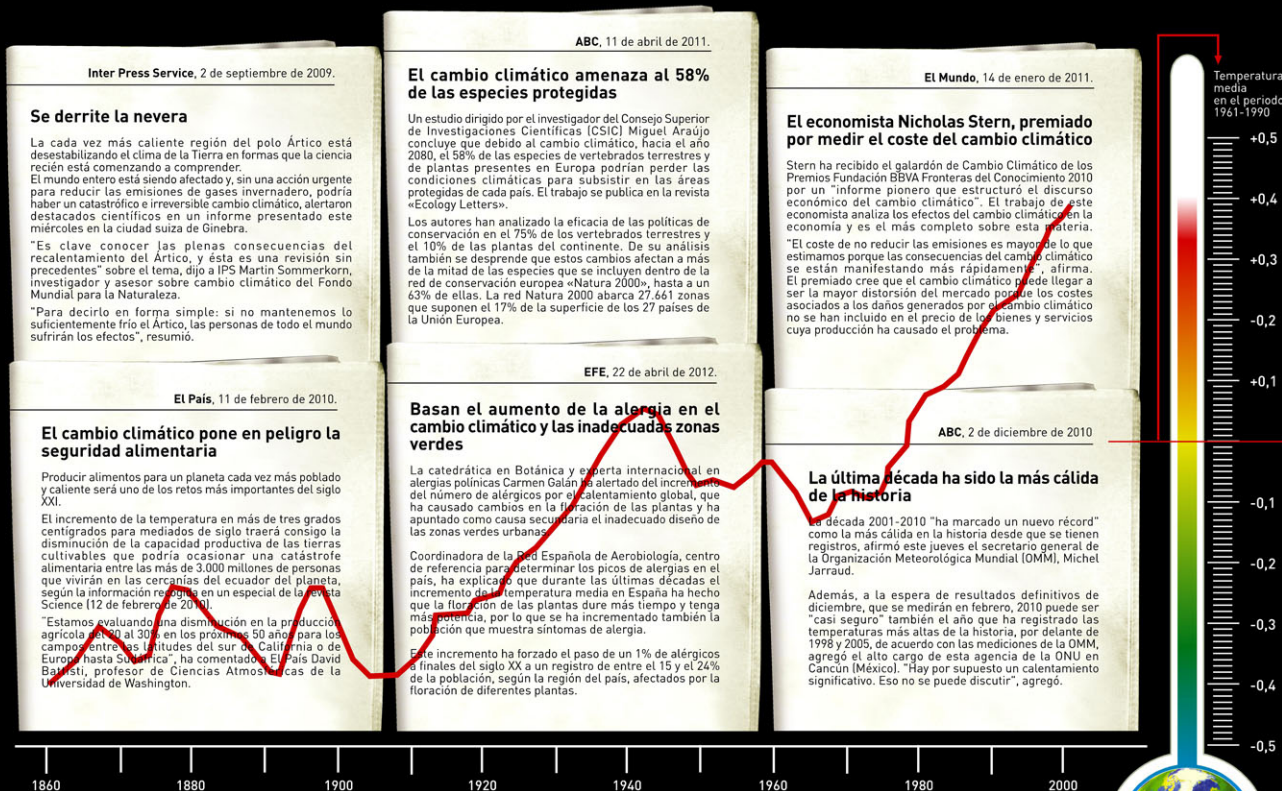 Inter Press Service, 2 de septiembre de 2009.
Se derrite la nevera
La cada vez más caliente región del polo Ártico está
desestabilizando el clima de la Tierra en formas que la ciencia
recién está comenzando a comprender.
El mundo entero está siendo afectado y, sin una acción urgente
para reducir las emisiones de gases invernadero, podría
haber un catastrófico e irreversible cambio climático, alertaron
destacados científicos en un informe presentado este
miércoles en la ciudad suiza de Ginebra.
"Es clave conocer las plenas consecuencias del
recalentamiento del Ártico, y ésta es una revisión sin
precedentes" sobre el tema, dijo a IPS Martin Sommerkorn,
investigador y asesor sobre cambio climático del Fondo
Mundial para la Naturaleza.
"Para decirlo en forma simple: si no mantenemos lo
suficientemente frío el Ártico, las personas de todo el mundo
sufrirán los efectos", resumió.
ABC, 11 de abril de 2011.
El cambio climático amenaza al 58%
de las especies protegidas
Un estudio dirigido por el investigador del Consejo Superior
de Investigaciones Científicas (CSIC) Miguel Araújo
concluye que debido al cambio climático, hacia el año
2080, el 58% de las especies de vertebrados terrestres y
de plantas presentes en Europa podrían perder las
condiciones climáticas para subsistir en las áreas
protegidas de cada país. El trabajo se publica en la revista
«Ecology Letters».
Los autores han analizado la eficacia de las políticas de
conservación en el 75% de los vertebrados terrestres y
el 10% de las plantas del continente. De su análisis
también se desprende que estos cambios afectan a más
de la mitad de las especies que se incluyen dentro de la
red de conservación europea «Natura 2000», hasta a un
63% de ellas. La red Natura 2000 abarca 27.661 zonas
que suponen el 17% de la superficie de los 27 países de
la Unión Europea.
El Mundo, 14 de enero de 2011.
El economista Nicholas Stern, premiado
por medir el coste del cambio climático
Stern ha recibido el galardón de Cambio Climático de los
Premios Fundación BBVA Fronteras del Conocimiento 2010
por un "informe pionero que estructuró el discurso
económico del cambio climático". El trabajo de este
economista analiza los efectos del cambio climático en la
economía y es el más completo sobre esta materia.
"El coste de no reducir las emisiones es mayor de lo que
estimamos porque las consecuencias del cambio climático
se están manifestando más rápidamente", afirma.
El premiado cree que el cambio climático puede llegar a
ser la mayor distorsión del mercado porque los costes
asociados a los daños generados por el cambio climático
no se han incluido en el precio de los bienes y servicios
cuya producción ha causado el problema.
El País, 11 de febrero de 2010.
El cambio climático pone en peligro la
seguridad alimentaria
Producir alimentos para un planeta cada vez más poblado
y caliente será uno de los retos más importantes del siglo
XXI.
El incremento de la temperatura en más de tres grados
centígrados para mediados de siglo traerá consigo la
disminución de la capacidad productiva de las tierras
cultivables que podría ocasionar una catástrofe
alimentaria entre las más de 3.000 millones de personas
que vivirán en las cercanías del ecuador del planeta,
según la información recogida en un especial de la revista
Science (12 de febrero de 2010).
"Estamos evaluando una disminución en la producción
agrícola del 20 al 30% en los próximos 50 años para los
campos entre las latitudes del sur de California o de
Europa hasta Sudáfrica", ha comentado a El País David
Battisti, profesor de Ciencias Atmosféricas de la
Universidad de Washington.
EFE, 22 de abril de 2012.
Basan el aumento de la alergia en el
cambio climático y las inadecuadas zonas
verdes
La catedrática en Botánica y experta internacional en
alergias polínicas Carmen Galán ha alertado del incremento
del número de alérgicos por el calentamiento global, que
ha causado cambios en la floración de las plantas y ha
apuntado como causa secundaria el inadecuado diseño de
las zonas verdes urbanas.
Coordinadora de la Red Española de Aerobiología, centro
de referencia para determinar los picos de alergias en el
país, ha explicado que durante las últimas décadas el
incremento de la temperatura media en España ha hecho
que la floración de las plantas dure más tiempo y tenga
más potencia, por lo que se ha incrementado también la
población que muestra síntomas de alergia.
Este incremento ha forzado el paso de un 1% de alérgicos
a finales del siglo XX a un registro de entre el 15 y el 24%
de la población, según la región del país, afectados por la
floración de diferentes plantas.
ABC, 2 de diciembre de 2010
La última década ha sido la más cálida
de la historia
La década 2001-2010 "ha marcado un nuevo récord"
como la más cálida en la historia desde que se tienen
registros, afirmó este jueves el secretario general de
la Organización Meteorológica Mundial (OMM), Michel
Jarraud.
Además, a la espera de resultados definitivos de
diciembre, que se medirán en febrero, 2010 puede ser
"casi seguro" también el año que ha registrado las
temperaturas más altas de la historia, por delante de
1998 y 2005, de acuerdo con las mediciones de la OMM,
agregó el alto cargo de esta agencia de la ONU en
Cancún (México). "Hay por supuesto un calentamiento
significativo. Eso no se puede discutir", agregó.
Temperatura
media
en el periodo
1961-1990
+0,5
+0,4
+0,3
-0,2
+0,1
-0,1
-0,2
-0,3
-0,4
-0,5
1860 1880 1900 1920 1940 1960 1980 2000